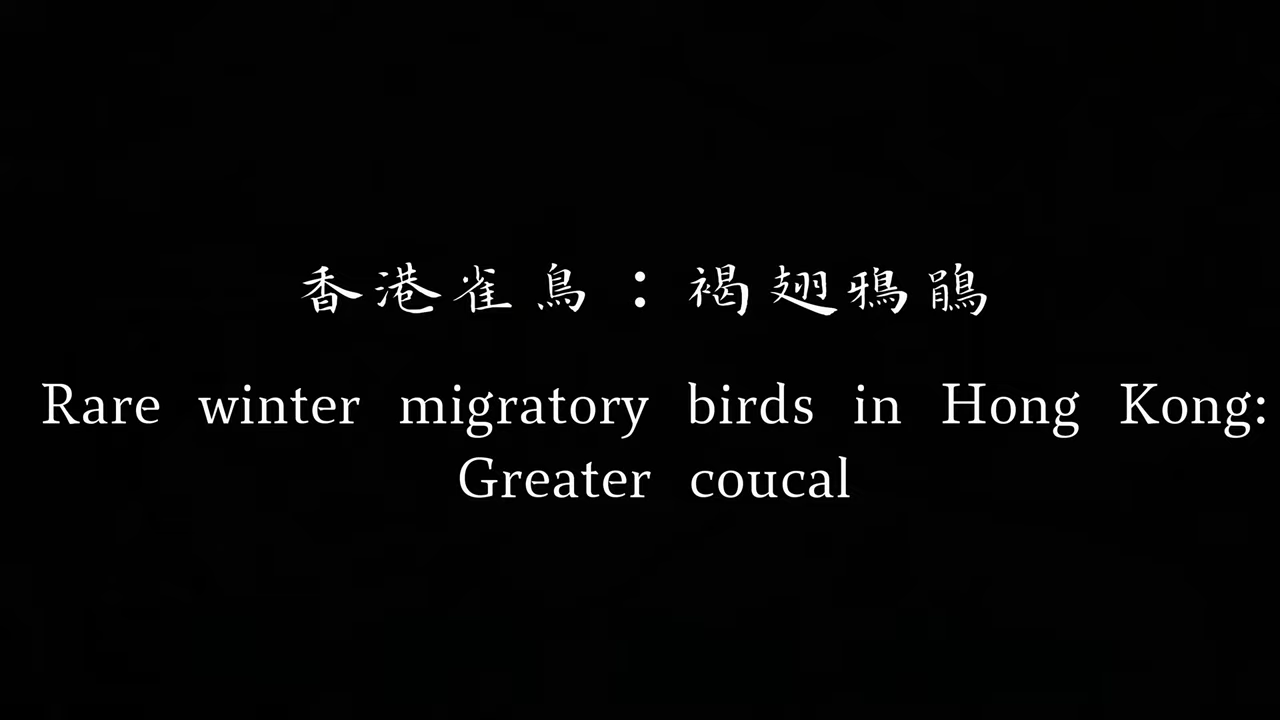 香港雀鳥：褐翅鴉鵑
Rare winter migratory birds in Hong Kong:
Greater coucal